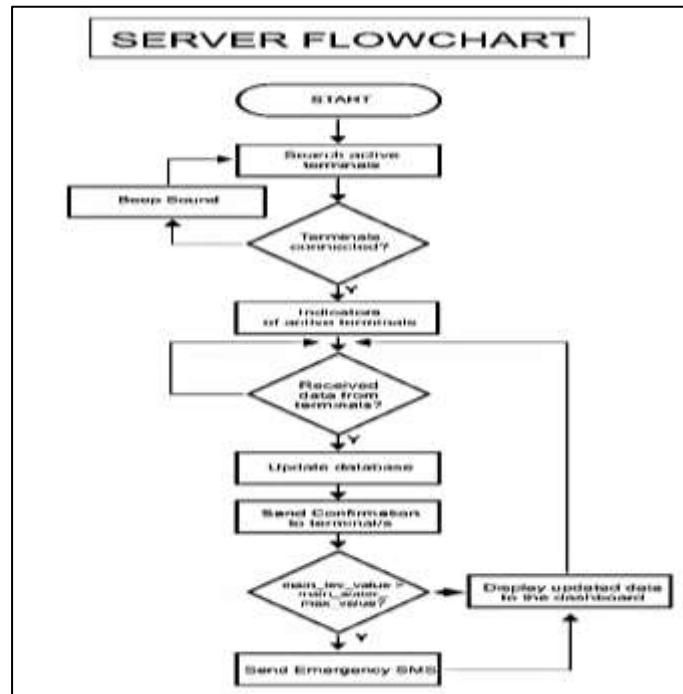 SERVER FLOWCHART
START
Search active
terminals
Beep Sound
Terminals
connected?
Y
Indicators
of active terminals
Received
data from
terminals?
Y
Update database
Send Confirmation
to terminal/s
max_value?
Display updated data
to the dashboard
Y
Send Emergency SMS